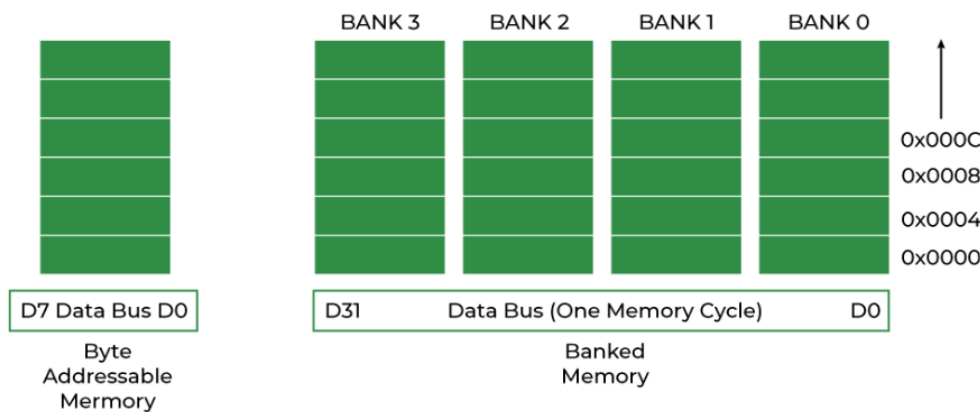 BANK 3 BANK 2 BANK 1 BANK 0
0x000C
0x0008
0x0004
0x0000
D7 Data Bus D0
D31 Data Bus (One Memory Cycle) D0
Byte
Addressable
Mermory
Banked
Memory